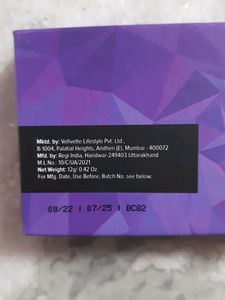 Mktd. by: Vellvette Lifestyle Pvt. Ltd.,
B-1004, Palatial Heights, Andheri (E), Mumbai - 400072
Mfd. by: Regi India, Haridwar-249403 Uttarakhand
M L.No.: 10/C/UA/2021
Net Weight: 12g/ 0.42 Oz.
For Mfg. Date, Use Before, Batch No. see below:
08/22 | 07/25 | BC82